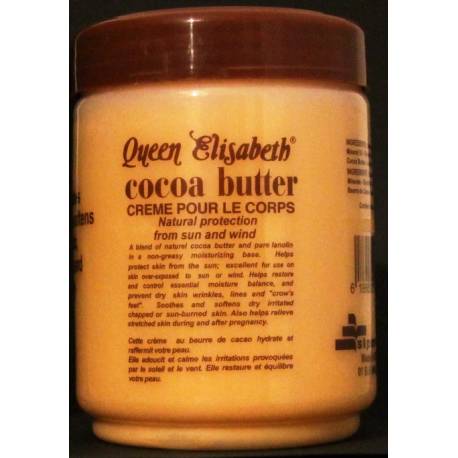 Queen Elisabeth®
cocoa butter
CREME POUR LE CORPS
Natural protection
from sun and wind
A blend of naturel cocoa butter and pure lanolin
in a non-greasy moisturizing base. Helps
protect skin from the sun; excellent for use on
skin over-exposed to sun or wind. Helps restore
and control essential moisture balance, and
prevent dry skin wrinkles, lines and "crow's
feet". Soothes and softens dry irritated
chapped or sun-burned skin. Also helps relieve
stretched skin during and after pregnancy.
Cette crème au beurre de cacao hydrate et
raffermit votre peau.
Elle adoucit et calme les irritations provoquées
par le soleil et le vent. Elle restaure et équilibre
votre peau.